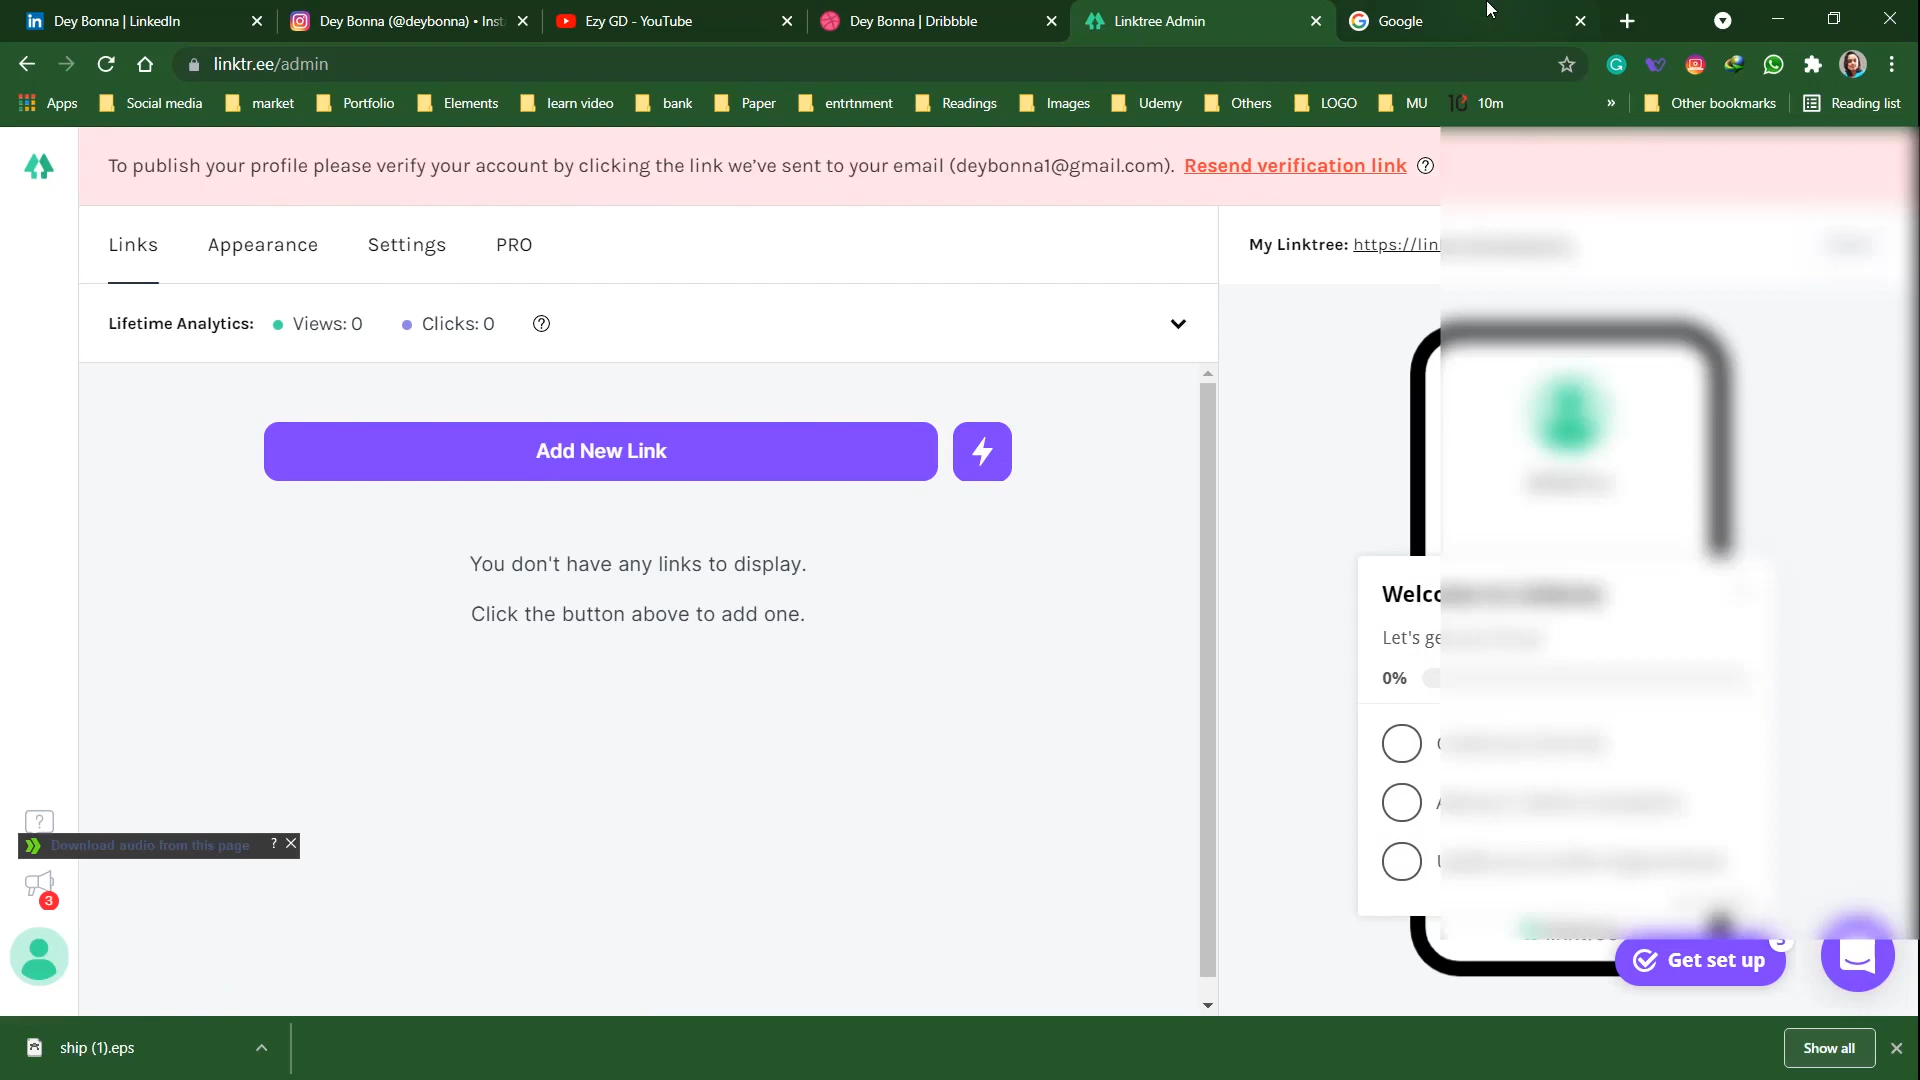 Dey Bonna | LinkedIn
Dey Bonna (@deybonna) • Inst
Ezy GD - YouTube
Dey Bonna | Dribbble
Linktree Admin
Google
linktr.ee/admin
Apps
Social media
market
Portfolio
Elements
learn video
bank
Paper
entrtnment
Readings
Images
Udemy
Others
LOGO
MU
10m
»
Other bookmarks
Reading list
To publish your profile please verify your account by clicking the link we've sent to your email (deybonna1@gmail.com). Resend verification link ?
Links
Appearance
Settings
PRO
My Linktree: https://lin
Lifetime Analytics:
Views: 0
Clicks: 0
?
Add New Link
You don't have any links to display.
Click the button above to add one.
Welc
Let's ge
0%
?
Download audio from this page
?
3
Get set up
ship (1).eps
Show all